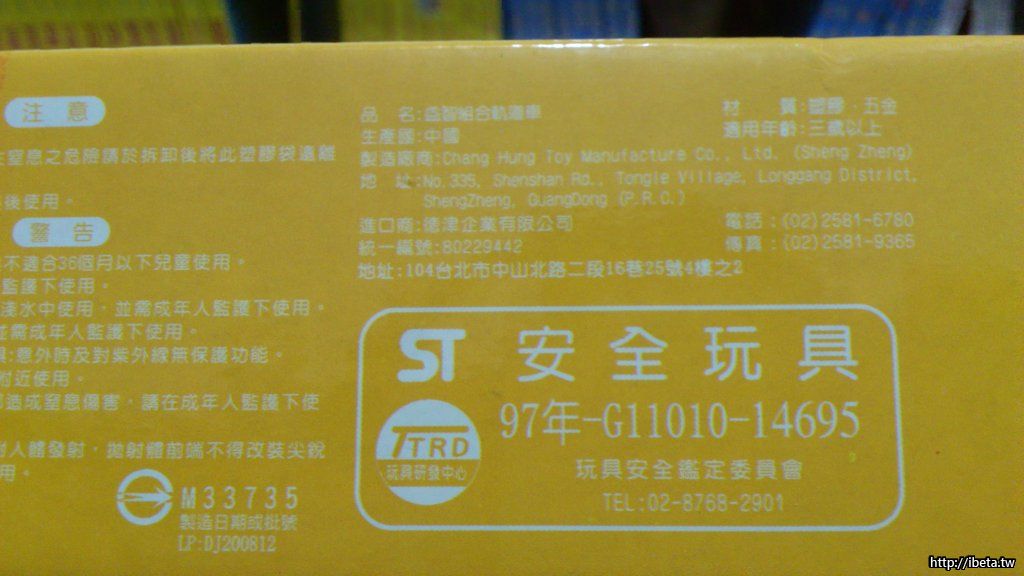 注意
窒息之危險請於拆卸後將此塑膠袋遠離
後使用。
警告
不適合36個月以下兒童使用。
監護下使用。
淺水中使用，並需成年人監護下使用。
並需成年人監護下使用。
意外時及對紫外線無保護功能。
附近使用。
造成窒息傷害，請在成年人監護下使
人體發射，拋射體前端不得改裝尖銳
用。
M33735
製造日期或批號
LP:DJ200812
品 名:益智組合軌道車
材 質:塑膠．五金
生產國:中國
適用年齡:三歲以上
製造廠商:Chang Hung Toy Manufacture Co., Ltd. (Sheng Zheng)
地 址:No.335, Shenshan Ro., Tongle Village, Longgang District,
ShengZheng, GuangDong (P.R.C.)
進口商:德津企業有限公司
電話:(02)2581-6780
統一編號:80229442
傳真:(02)2581-9365
地址:104台北市中山北路二段16巷25號4樓之2
ST 安全玩具
97年-G11010-14695
TTRD
玩具研發中心
玩具安全鑑定委員會
TEL:02-8768-2901
http://ibeta.tw